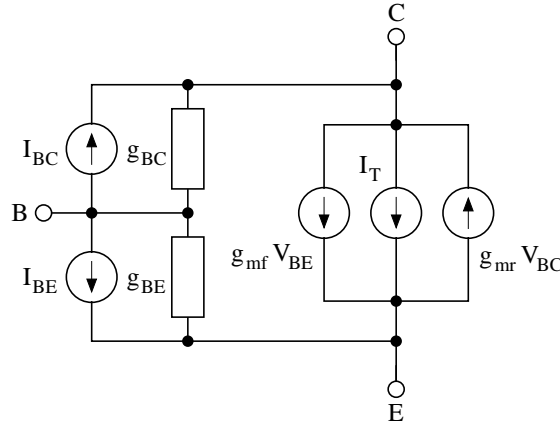 C
I_BC
g_BC
I_T
B
g_mf V_BE
g_mr V_BC
I_BE
g_BE
E